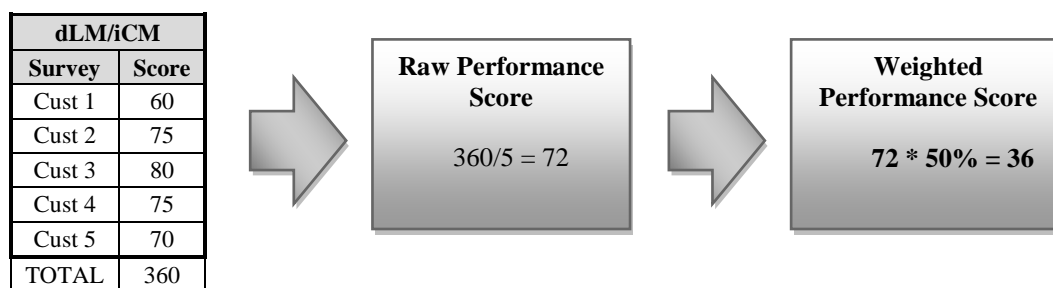 dLM/iCM
Survey Score
Cust 1 60
Cust 2 75
Cust 3 80
Cust 4 75
Cust 5 70
TOTAL 360
Raw Performance
Score
360/5 = 72
Weighted
Performance Score
72 * 50% = 36